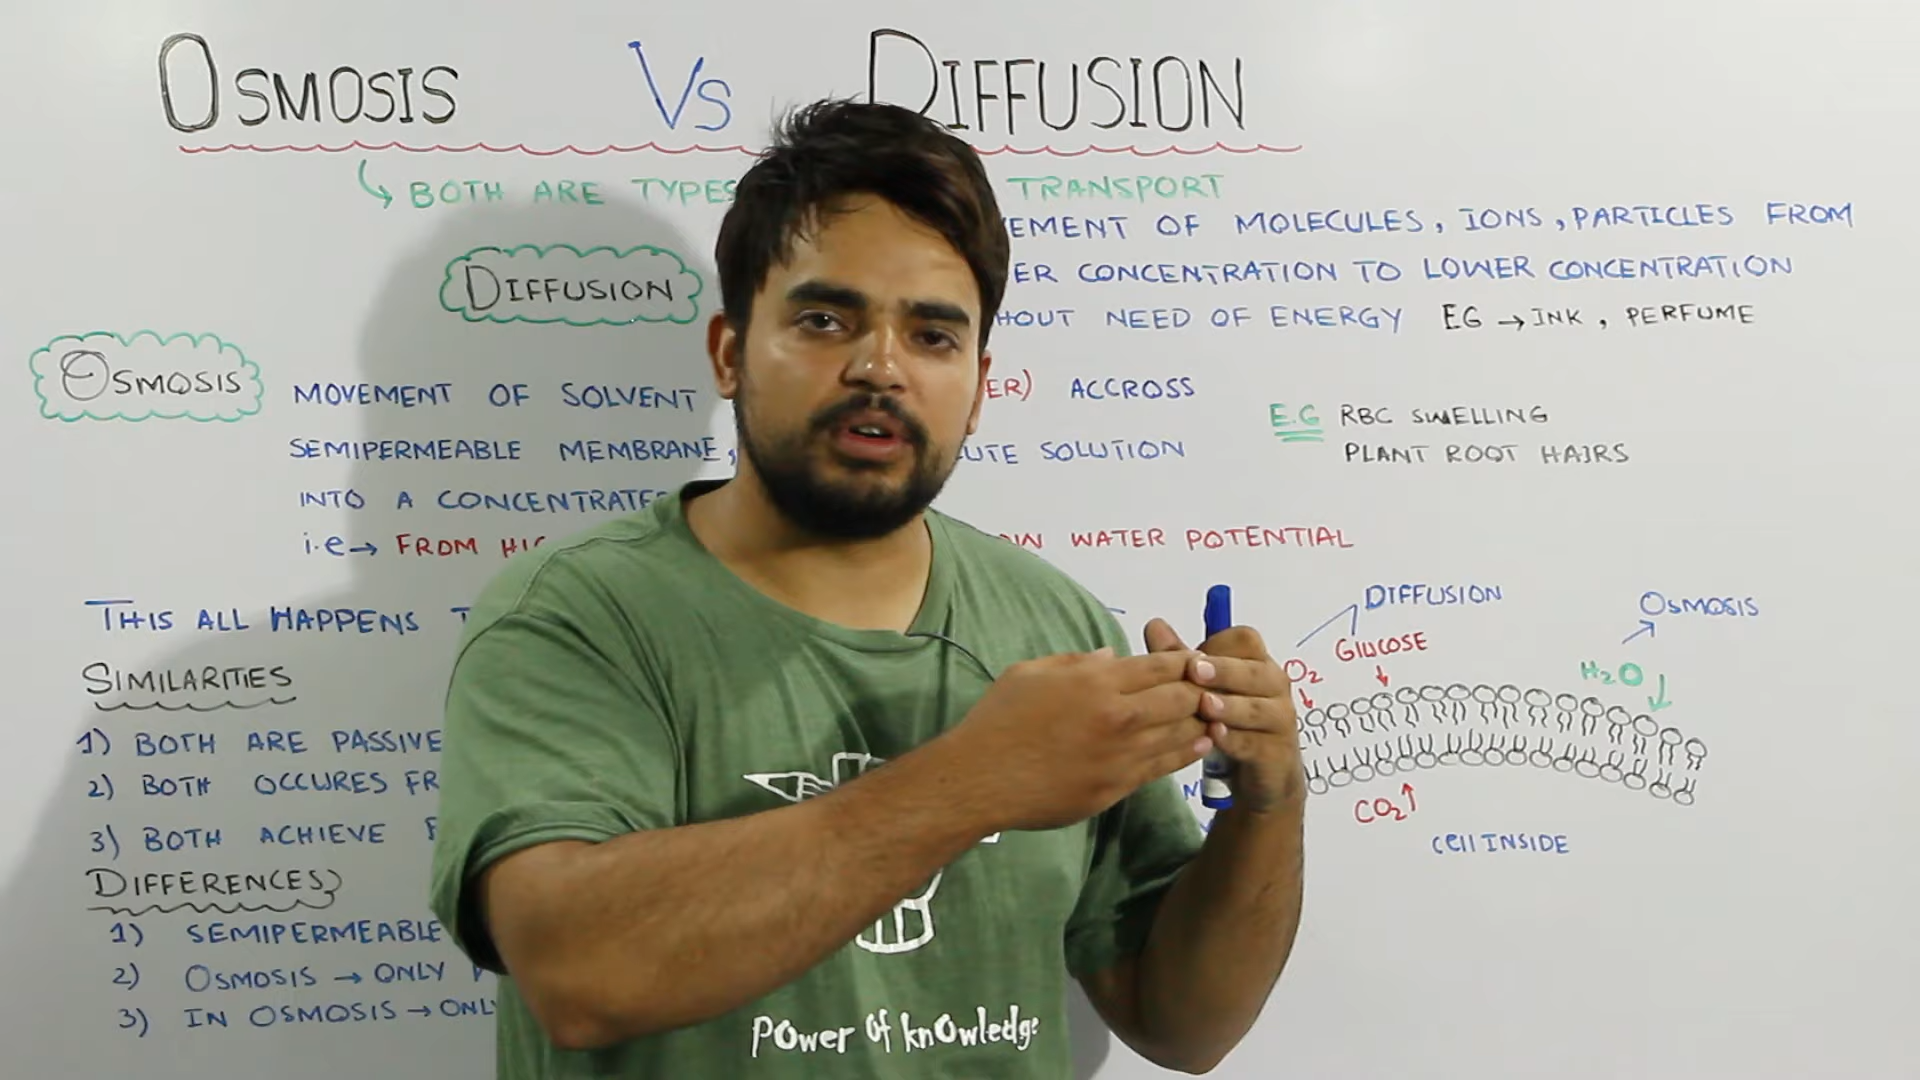 OSMOSIS VS DIFFUSION
BOTH ARE TYPES TRANSPORT
DIFFUSION EMENT OF MOLECULES, IONS, PARTICLES FROM
ER CONCENTRATION TO LOWER CONCENTRATION
HOUT NEED OF ENERGY EG → INK, PERFUME
OSMOSIS MOVEMENT OF SOLVENT ER) ACCROSS
SEMIPERMEABLE MEMBRANE, UTE SOLUTION
INTO A CONCENTRATE
i.e → FROM HIG OW WATER POTENTIAL
E.G RBC SWELLING
PLANT ROOT HAIRS
THIS ALL HAPPENS T
SIMILARITIES
1) BOTH ARE PASSIVE
2) BOTH OCCURES FR
3) BOTH ACHIEVE E
DIFFERENCES
1) SEMIPERMEABLE
2) OSMOSIS → ONLY
3) IN OSMOSIS → ONLY
DIFFUSION
OSMOSIS
O2 GLUCOSE
H2O ↓
CO2 ↑
Cell INSIDE
Power Of knOwledge